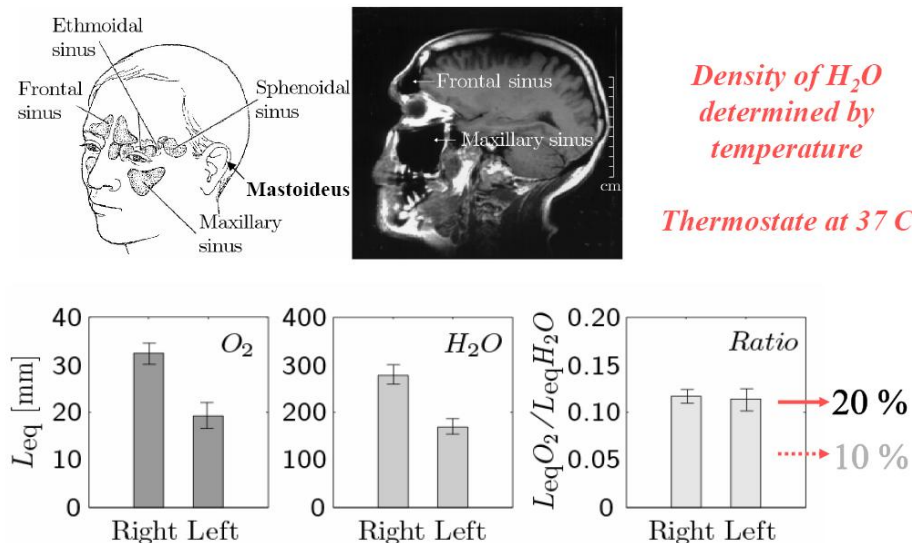 Ethmoidal
sinus
Frontal
sinus
Sphenoidal
sinus
Mastoideus
Maxillary
sinus
Frontal sinus
Maxillary sinus
cm
Density of H₂O
determined by
temperature
Thermostate at 37 C
40
30
20
10
0
Leq [mm]
O₂
Right Left
400
300
200
100
0
H₂O
Right Left
0.20
0.15
0.10
0.05
0
LeqO₂/LeqH₂O
Ratio
Right Left
20 %
10 %